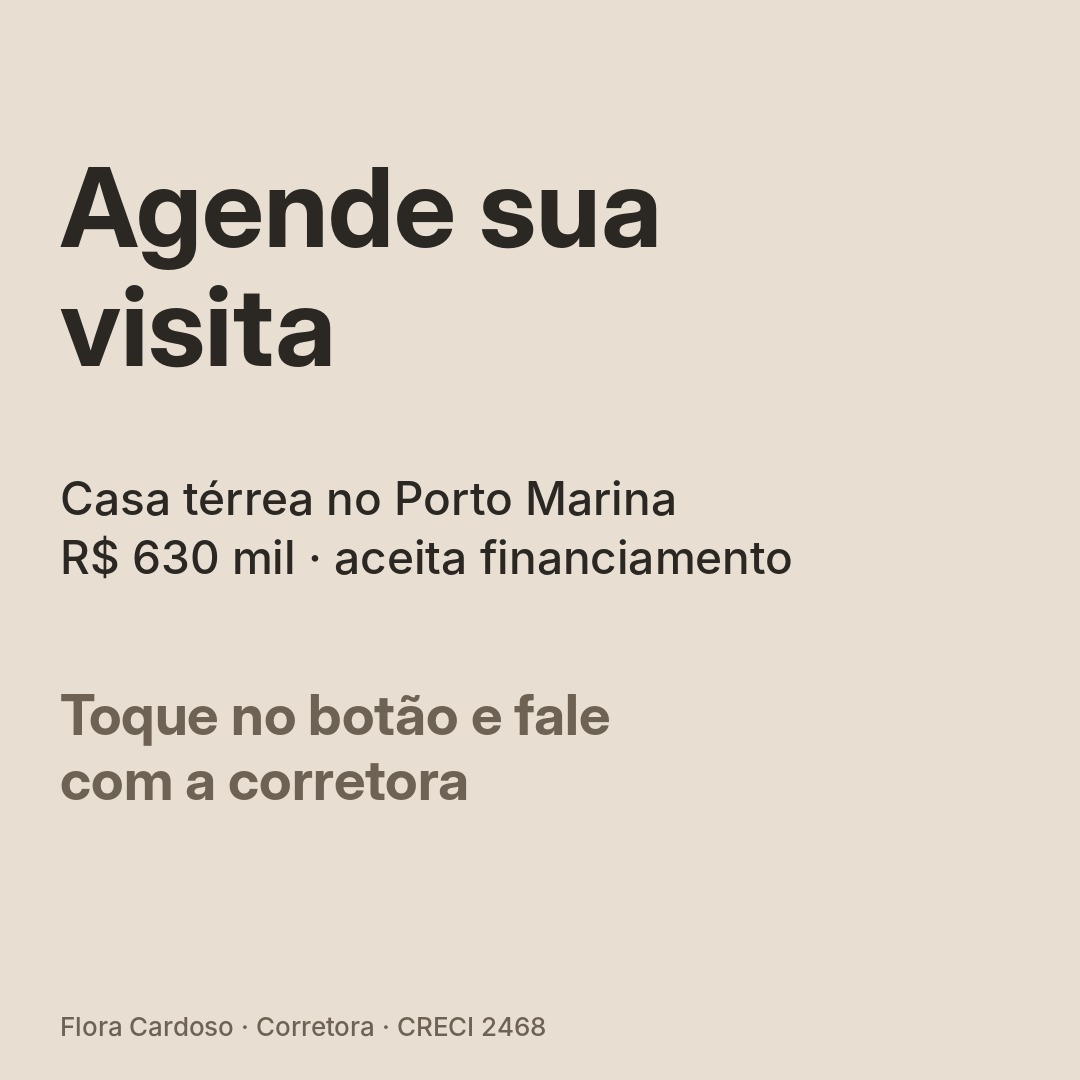 Agende sua
visita
Casa térrea no Porto Marina
R$ 630 mil · aceita financiamento
Toque no botão e fale
com a corretora
Flora Cardoso · Corretora · CRECI 2468